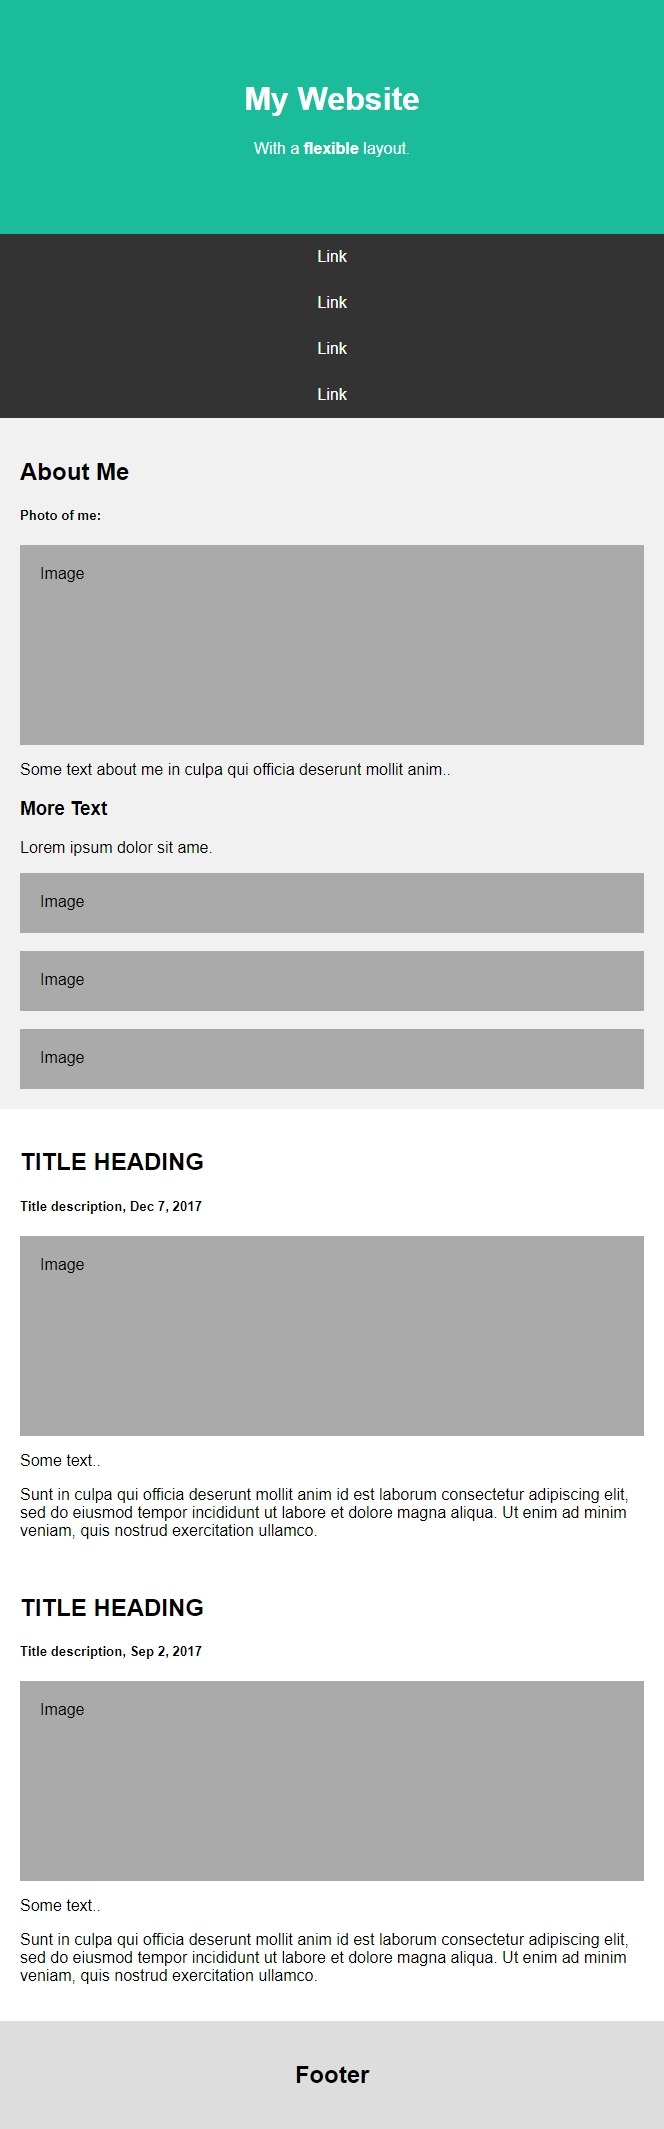 My Website
With a flexible layout.
Link
Link
Link
Link
About Me
Photo of me:
Image
Some text about me in culpa qui officia deserunt mollit anim..
More Text
Lorem ipsum dolor sit ame.
Image
Image
Image
TITLE HEADING
Title description, Dec 7, 2017
Image
Some text..
Sunt in culpa qui officia deserunt mollit anim id est laborum consectetur adipiscing elit,
sed do eiusmod tempor incididunt ut labore et dolore magna aliqua. Ut enim ad minim
veniam, quis nostrud exercitation ullamco.
TITLE HEADING
Title description, Sep 2, 2017
Image
Some text..
Sunt in culpa qui officia deserunt mollit anim id est laborum consectetur adipiscing elit,
sed do eiusmod tempor incididunt ut labore et dolore magna aliqua. Ut enim ad minim
veniam, quis nostrud exercitation ullamco.
Footer